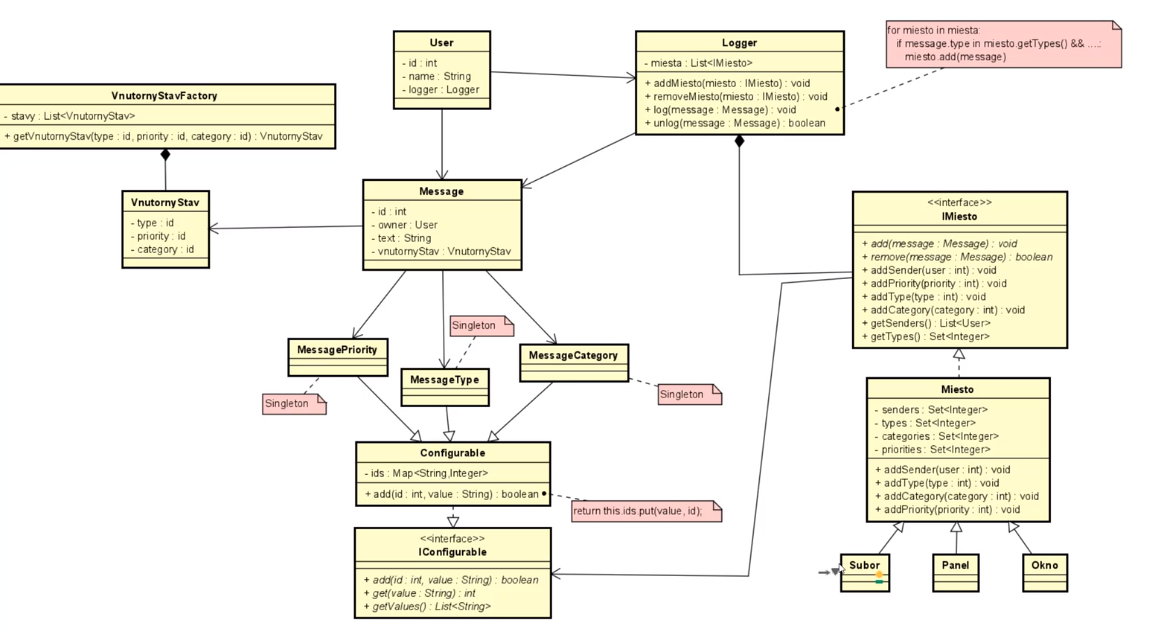 User
- id : int
- name : String
- logger : Logger
Logger
- miesta : List<IMiesto>
+ addMiesto(miesto : IMiesto) : void
+ removeMiesto(miesto : IMiesto) : void
+ log(message : Message) : void
+ unlog(message : Message) : boolean
for miesto in miesta:
if message.type in miesto.getTypes() && ....:
miesto.add(message)
VnutornyStavFactory
- stavy : List<VnutornyStav>
+ getVnutornyStav(type : id, priority : id, category : id) : VnutornyStav
VnutornyStav
- type : id
- priority : id
- category : id
Message
- id : int
- owner : User
- text : String
- vnutornyStav : VnutornyStav
<<interface>>
IMiesto
+ add(message : Message) : void
+ remove(message : Message) : boolean
+ addSender(user : int) : void
+ addPriority(priority : int) : void
+ addType(type : int) : void
+ addCategory(category : int) : void
+ getSenders() : List<User>
+ getTypes() : Set<Integer>
Singleton
MessagePriority
MessageType
MessageCategory
Singleton
Singleton
Miesto
- senders : Set<Integer>
- types : Set<Integer>
- categories : Set<Integer>
- priorities : Set<Integer>
+ addSender(user : int) : void
+ addType(type : int) : void
+ addCategory(category : int) : void
+ addPriority(priority : int) : void
Configurable
- ids : Map<String,Integer>
+ add(id : int, value : String) : boolean
return this.ids.put(value, id);
<<interface>>
IConfigurable
+ add(id : int, value : String) : boolean
+ get(value : String) : int
+ getValues() : List<String>
Subor
Panel
Okno